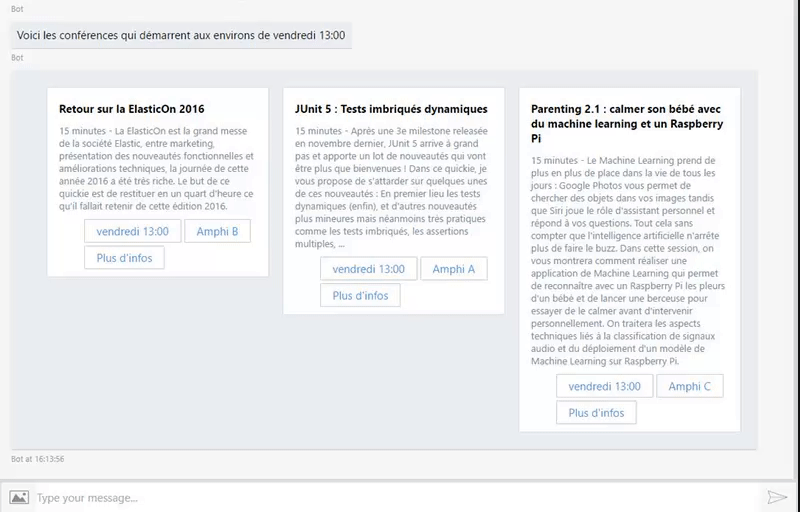 Bot
Voici les conférences qui démarrent aux environs de vendredi 13:00
Bot
Retour sur la ElasticOn 2016
15 minutes - La ElasticOn est la grand messe
de la société Elastic, entre marketing,
présentation des nouveautés fonctionnelles et
améliorations techniques, la journée de cette
année 2016 a été très riche. Le but de ce
quickie est de restituer en un quart d'heure ce
qu'il fallait retenir de cette édition 2016.
vendredi 13:00
Amphi B
Plus d'infos
JUnit 5 : Tests imbriqués dynamiques
15 minutes - Après une 3e milestone releasée
en novembre dernier, JUnit 5 arrive à grand
pas et apporte un lot de nouveautés qui vont
être plus que bienvenues ! Dans ce quickie, je
vous propose de s'attarder sur quelques unes
de ces nouveautés : En premier lieu les tests
dynamiques (enfin), et d'autres nouveautés
plus mineures mais néanmoins très pratiques
comme les tests imbriqués, les assertions
multiples, ...
vendredi 13:00
Amphi A
Plus d'infos
Parenting 2.1 : calmer son bébé avec
du machine learning et un Raspberry
Pi
15 minutes - Le Machine Learning prend de
plus en plus de place dans la vie de tous les
jours : Google Photos vous permet de
chercher des objets dans vos images tandis
que Siri joue le rôle d'assistant personnel et
répond à vos questions. Tout cela sans
compter que l'intelligence artificielle n'arrête
plus de faire le buzz. Dans cette session, on
vous montrera comment réaliser une
application de Machine Learning qui permet
de reconnaître avec un Raspberry Pi les pleurs
d'un bébé et de lancer une berceuse pour
essayer de le calmer avant d'intervenir
personnellement. On traitera les aspects
techniques liés à la classification de signaux
audio et du déploiement d'un modèle de
Machine Learning sur Raspberry Pi.
vendredi 13:00
Amphi C
Plus d'infos
Bot at 16:13:56
Type your message...